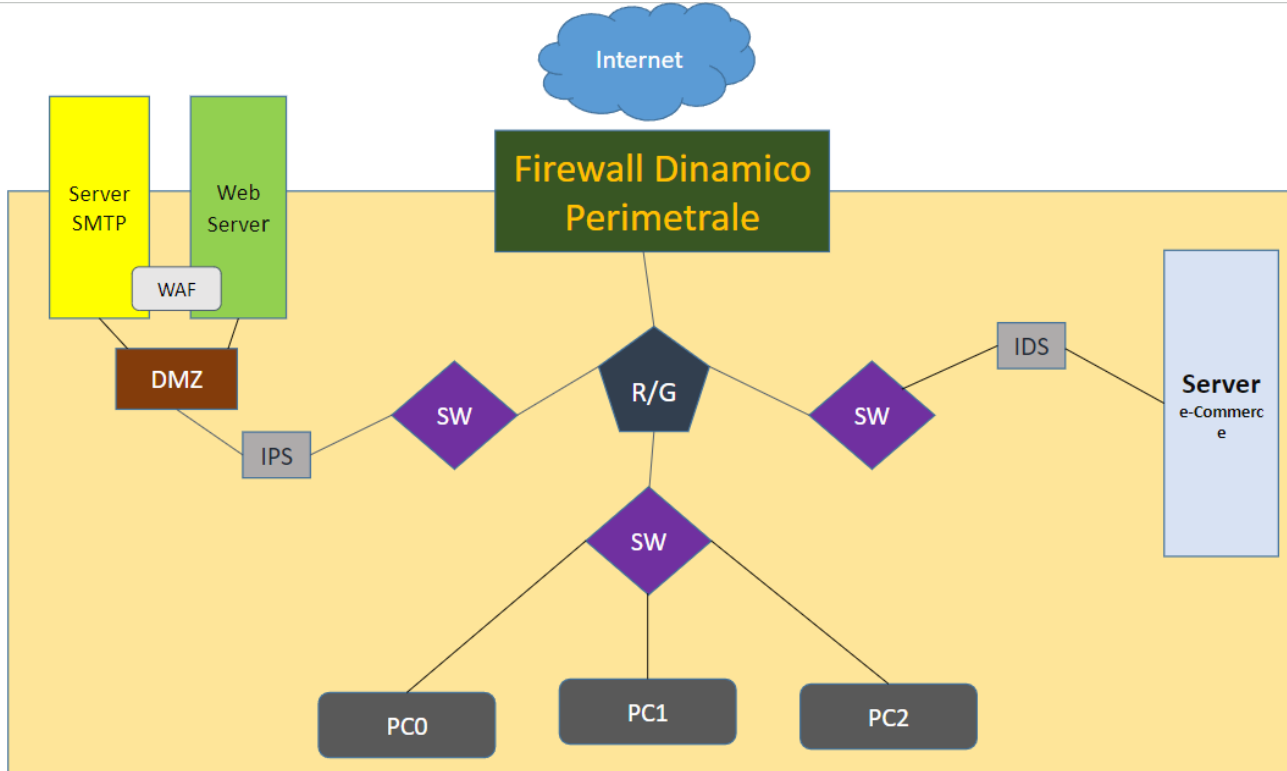 Internet
Firewall Dinamico
Perimetrale
Server
SMTP
Web
Server
WAF
DMZ
IPS
SW
R/G
SW
IDS
Server
e-Commerc
e
SW
PC0
PC1
PC2